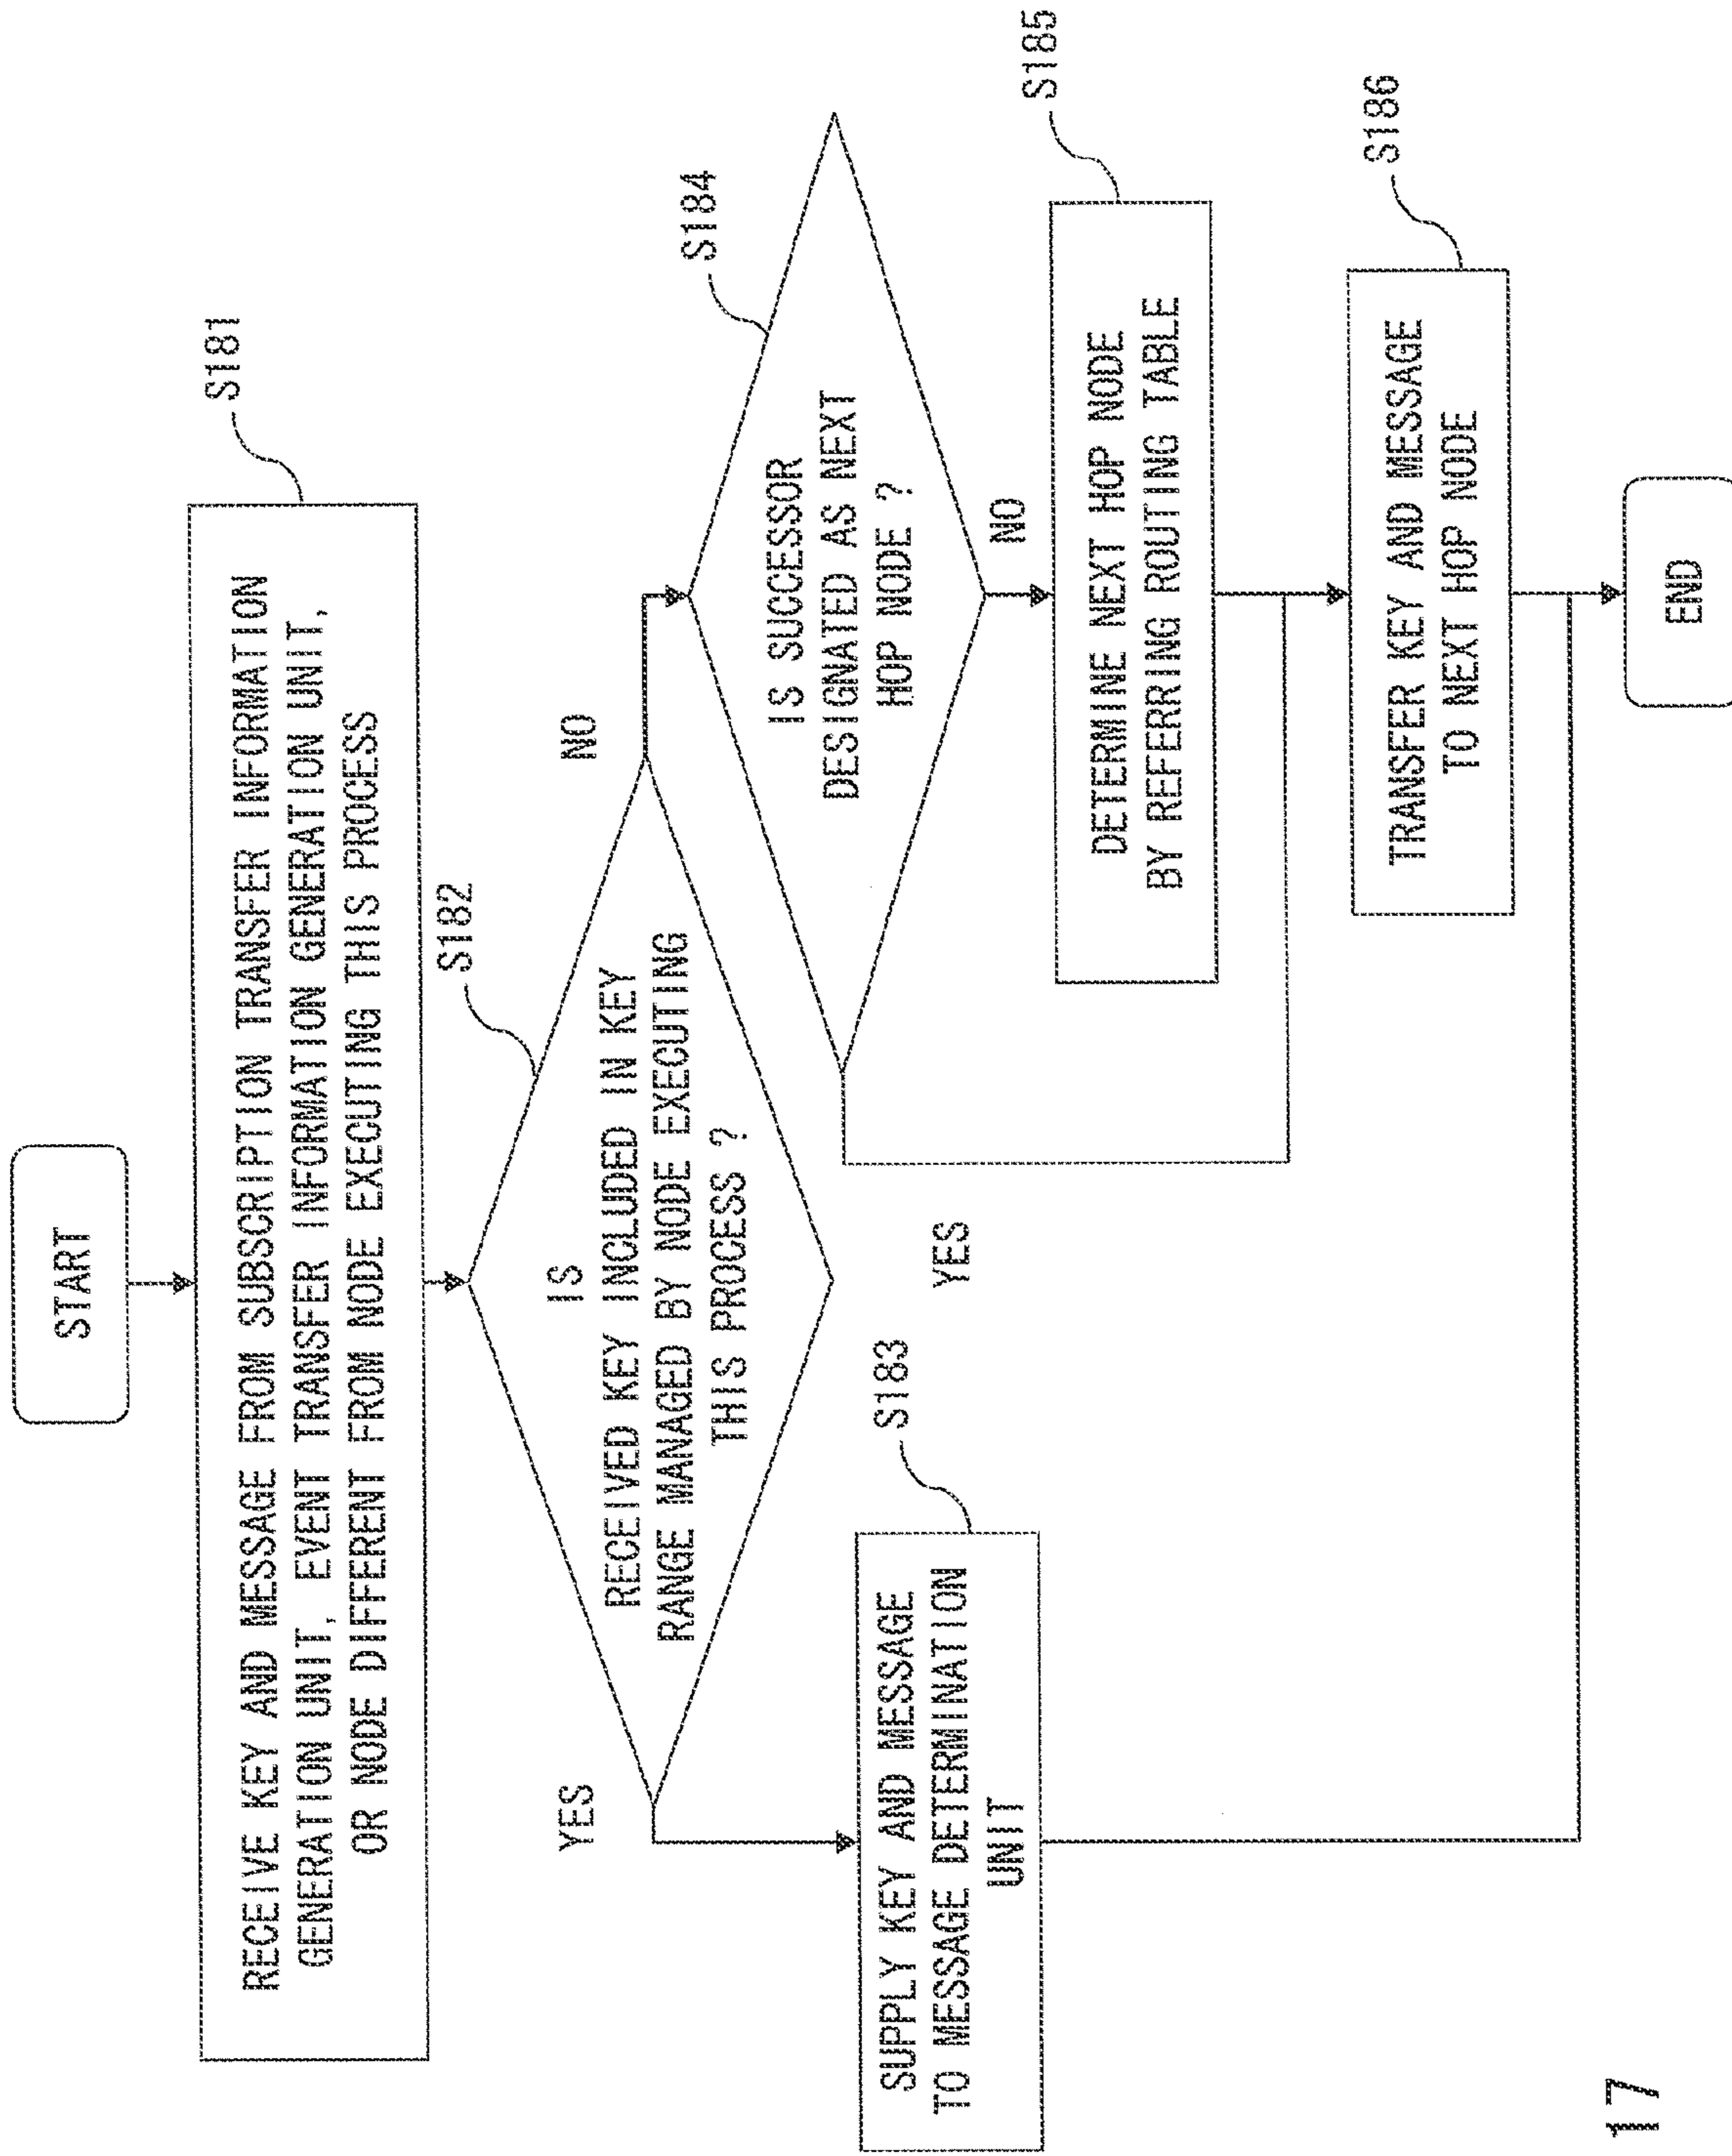 START
S181
RECEIVE KEY AND MESSAGE FROM SUBSCRIPTION TRANSFER INFORMATION
GENERATION UNIT, EVENT TRANSFER INFORMATION GENERATION UNIT,
OR NODE DIFFERENT FROM NODE EXECUTING THIS PROCESS
S182
IS
RECEIVED KEY INCLUDED IN KEY
RANGE MANAGED BY NODE EXECUTING
THIS PROCESS ?
YES
NO
S183
SUPPLY KEY AND MESSAGE
TO MESSAGE DETERMINATION
UNIT
S184
IS SUCCESSOR
DESIGNATED AS NEXT
HOP NODE ?
YES
NO
S185
DETERMINE NEXT HOP NODE
BY REFERRING ROUTING TABLE
S186
TRANSFER KEY AND MESSAGE
TO NEXT HOP NODE
END
17